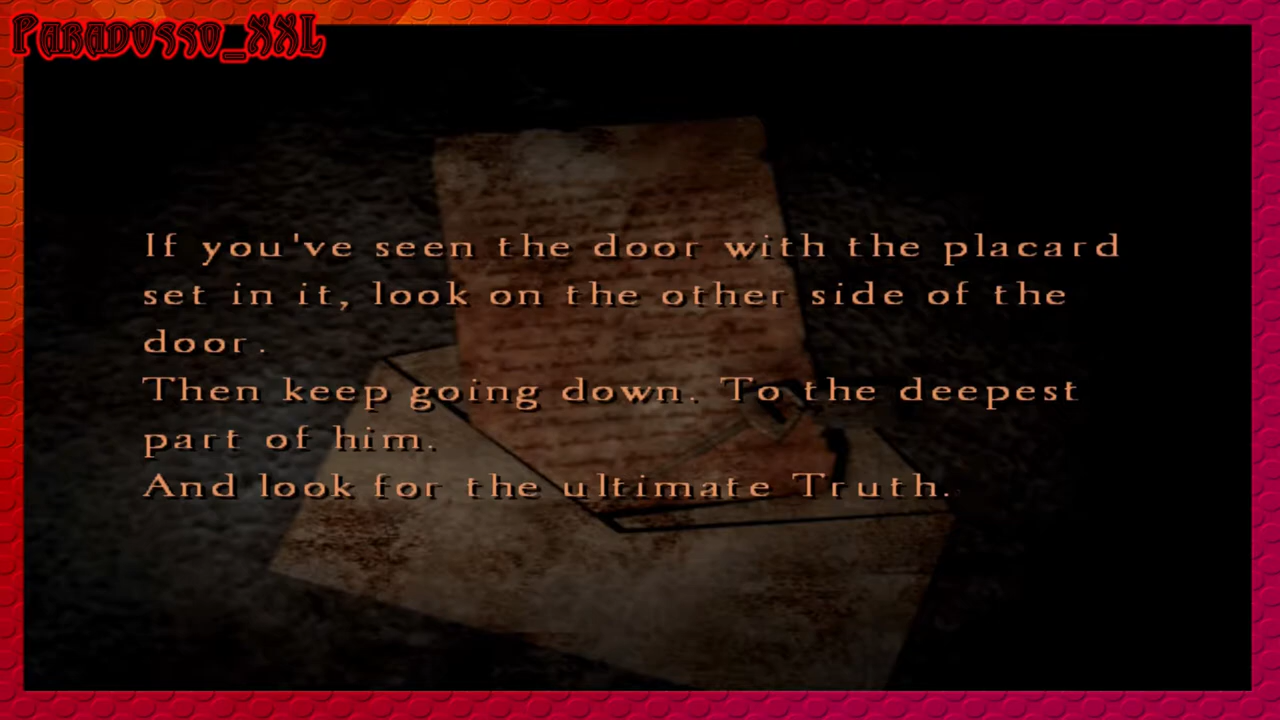 Paradosso_XXL
If you've seen the door with the placard
set in it, look on the other side of the
door.
Then keep going down. To the deepest
part of him.
And look for the ultimate Truth.